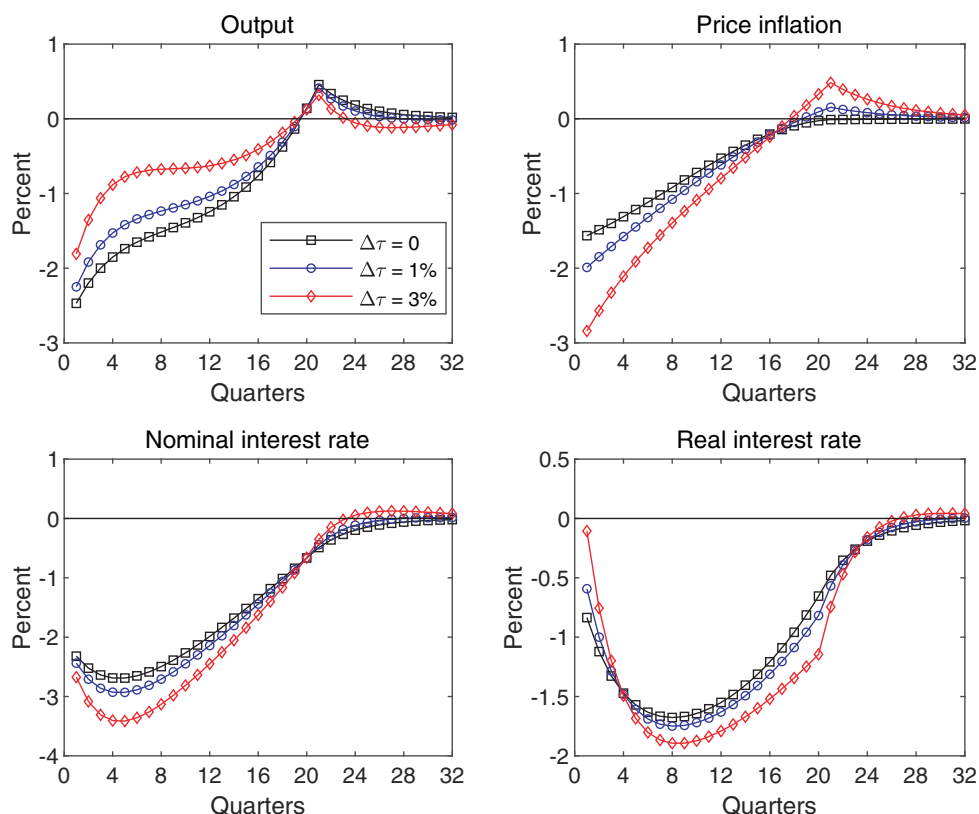 Output
1
0
-1
-2
-3
Percent
0 4 8 12 16 20 24 28 32
Quarters
Δτ = 0
Δτ = 1%
Δτ = 3%
Price inflation
1
0
-1
-2
-3
Percent
0 4 8 12 16 20 24 28 32
Quarters
Nominal interest rate
1
0
-1
-2
-3
-4
Percent
0 4 8 12 16 20 24 28 32
Quarters
Real interest rate
0.5
0
-0.5
-1
-1.5
-2
Percent
0 4 8 12 16 20 24 28 32
Quarters